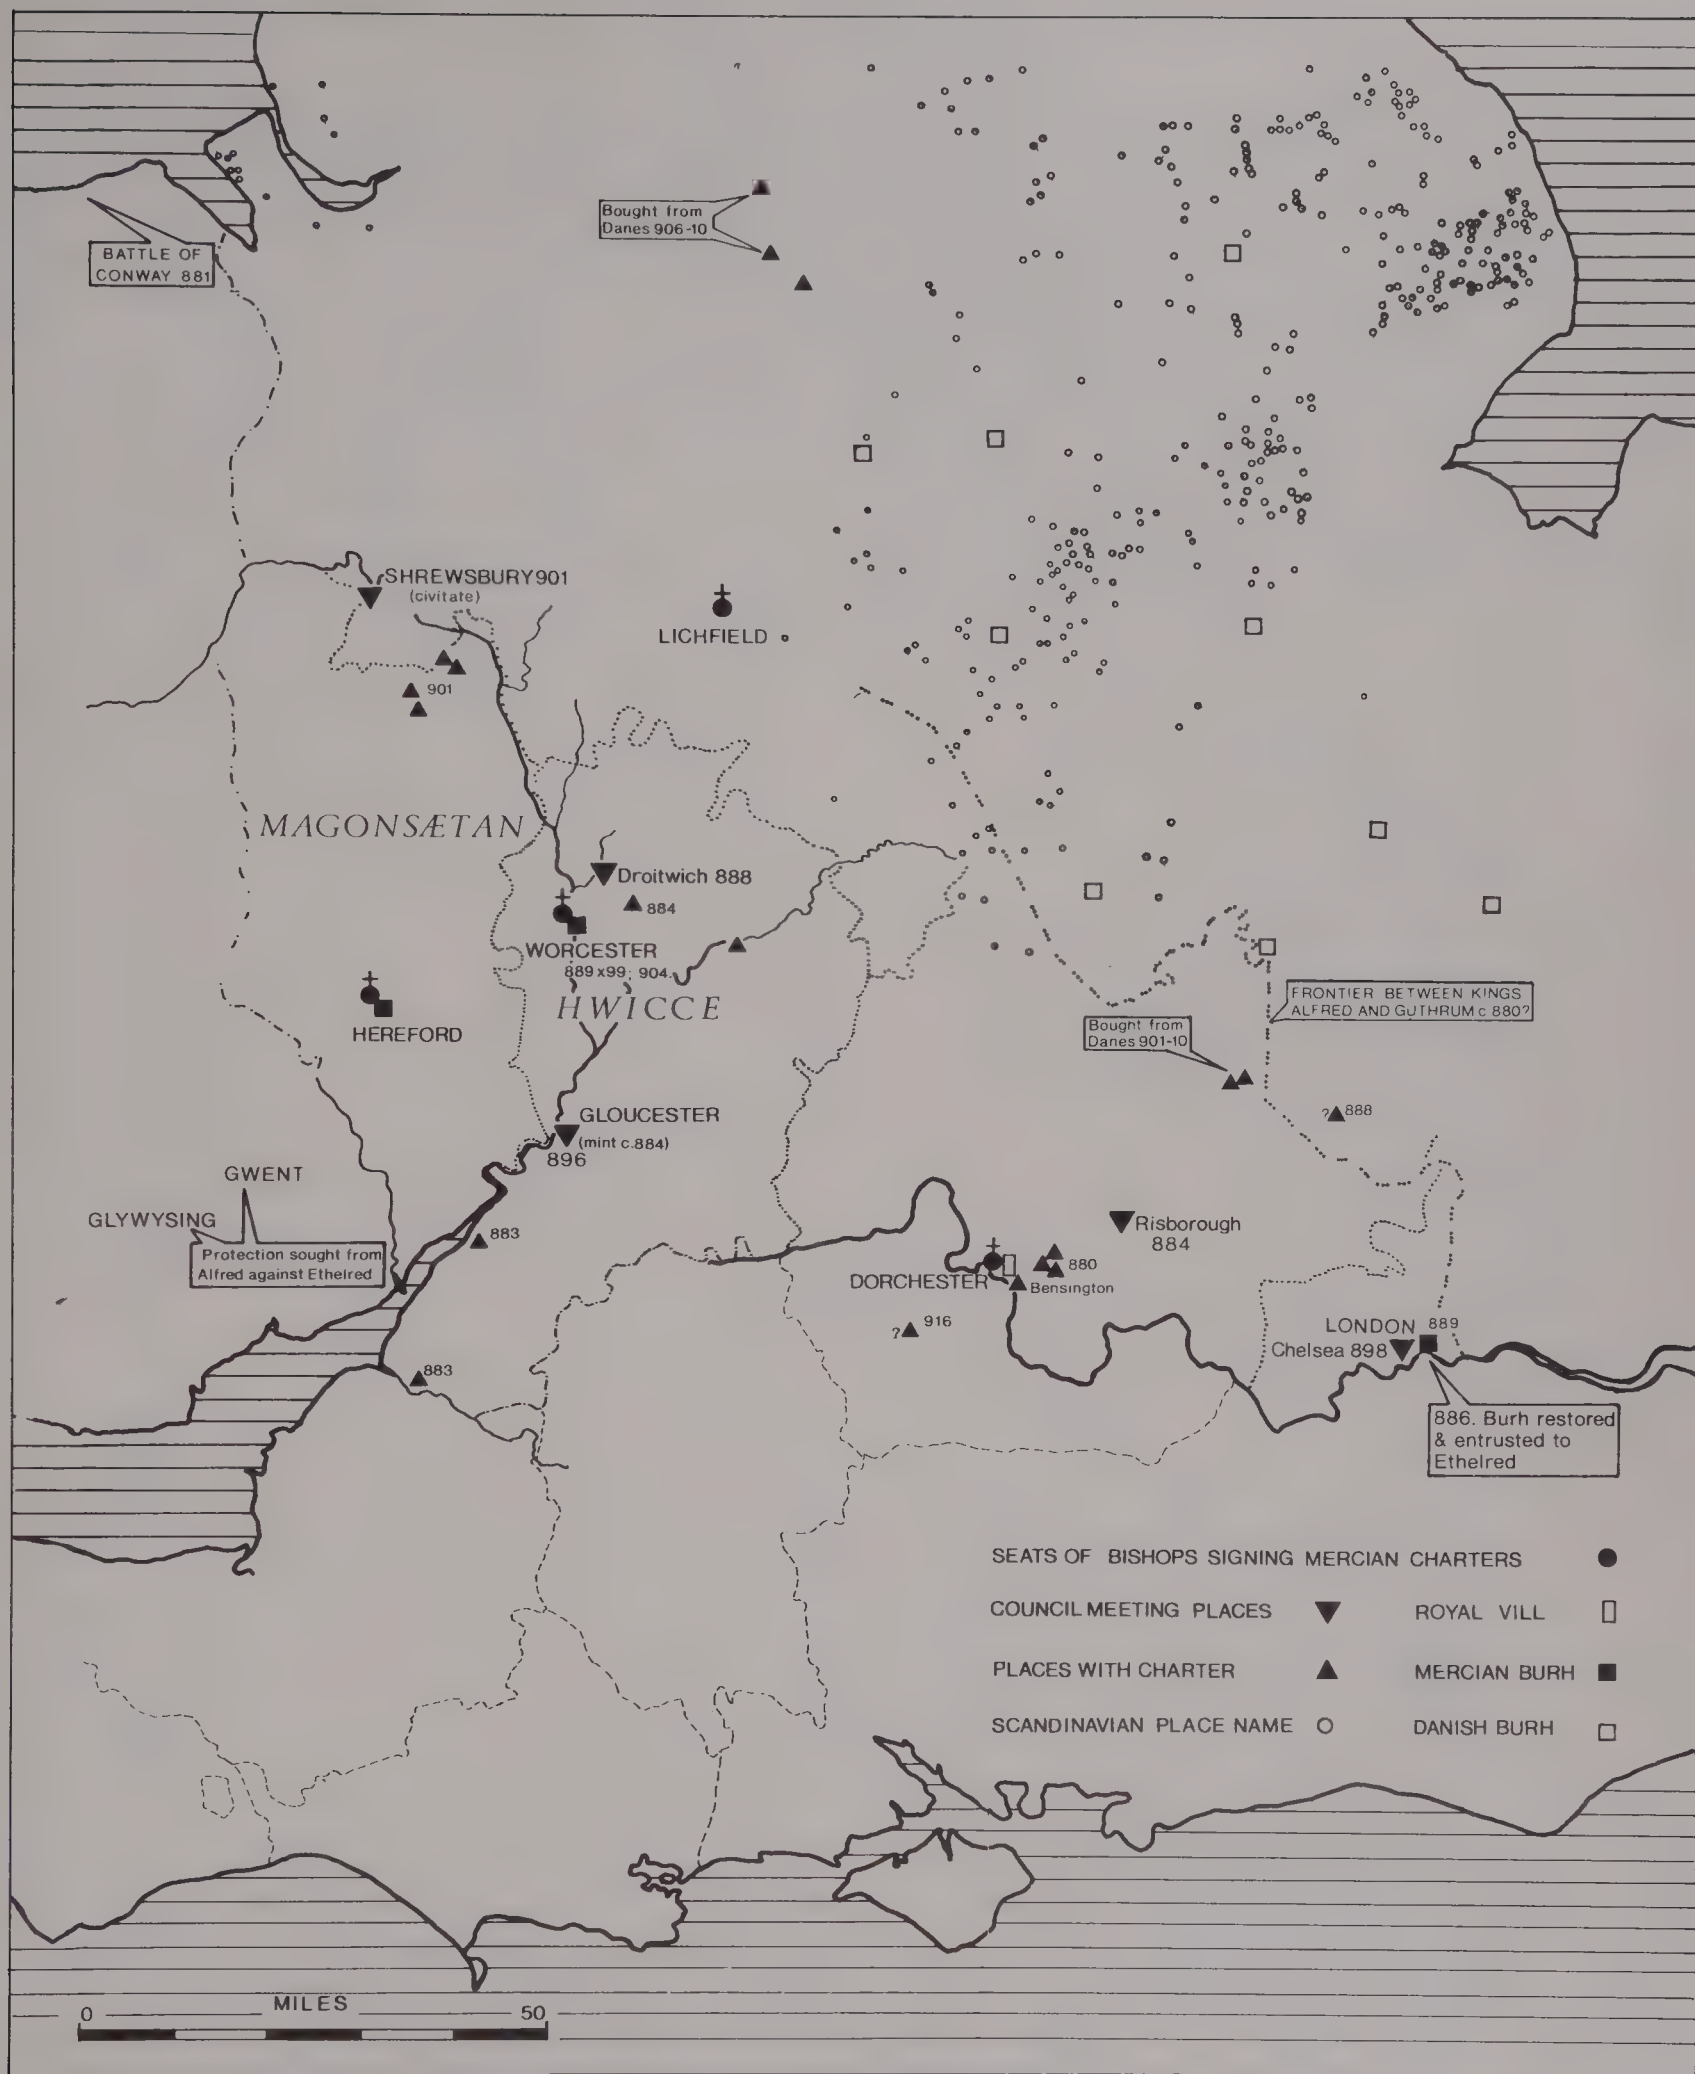 Bought from
Danes 906-10
BATTLE OF
CONWAY 881
SHREWSBURY 901
(civitate)
LICHFIELD
901
MAGONSÆTAN
Droitwich 888
884
WORCESTER
889 x99; 904.
HWICCE
HEREFORD
FRONTIER BETWEEN KINGS
ALFRED AND GUTHRUM c 880?
Bought from
Danes 901-10
? 888
GLOUCESTER
(mint c.884)
896
GWENT
GLYWYSING
Protection sought from
Alfred against Ethelred
883
Risborough
884
880
DORCHESTER
Bensington
? 916
LONDON 889
Chelsea 898
883
886. Burh restored
& entrusted to
Ethelred
SEATS OF BISHOPS SIGNING MERCIAN CHARTERS
COUNCIL MEETING PLACES
ROYAL VILL
PLACES WITH CHARTER
MERCIAN BURH
SCANDINAVIAN PLACE NAME
DANISH BURH
0 MILES 50